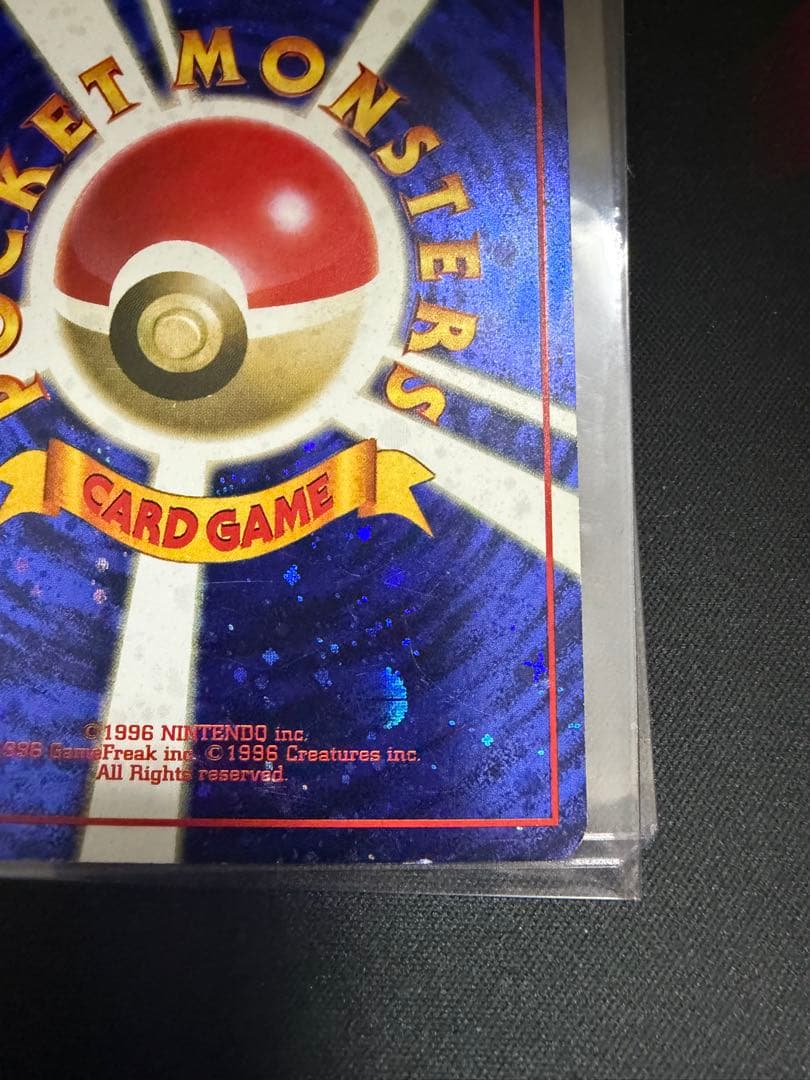 POCKET MONSTERS
CARD GAME
©1996 NINTENDO inc.
1996 GameFreak inc. ©1996 Creatures inc.
All Rights reserved.